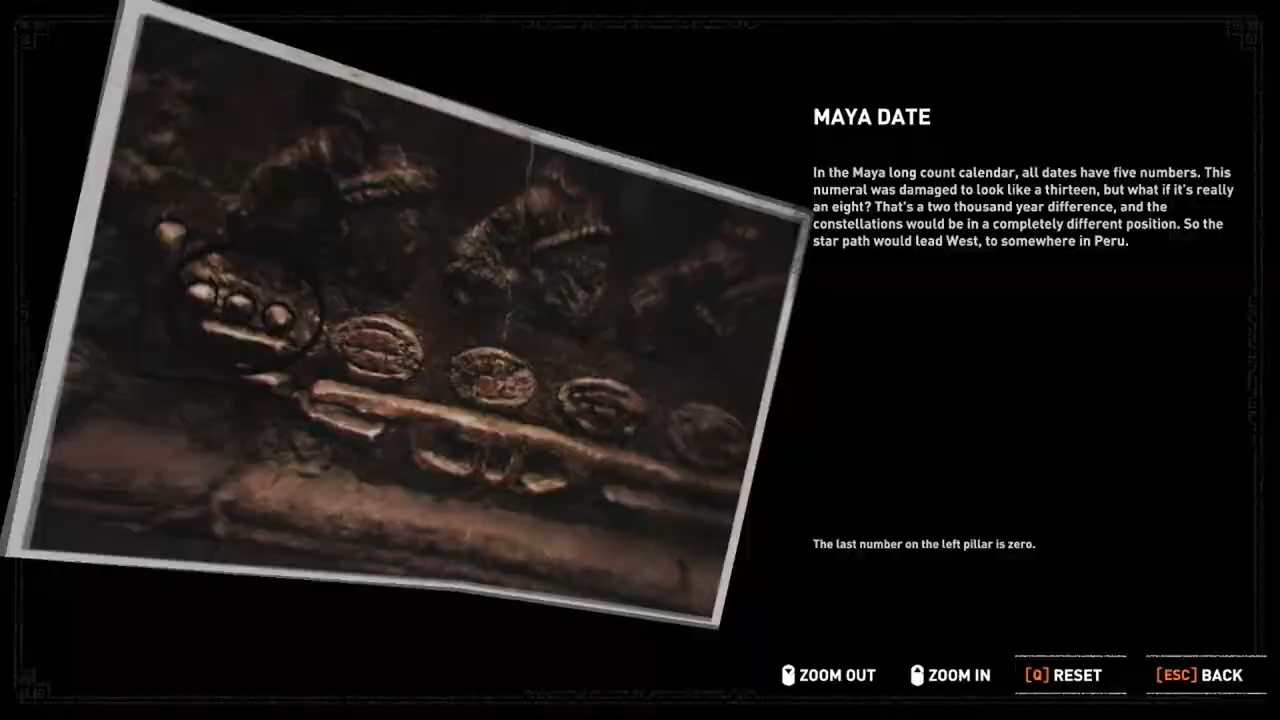 MAYA DATE
In the Maya long count calendar, all dates have five numbers. This
numeral was damaged to look like a thirteen, but what if it's really
an eight? That's a two thousand year difference, and the
constellations would be in a completely different position. So the
star path would lead West, to somewhere in Peru.
The last number on the left pillar is zero.
ZOOM OUT
ZOOM IN
[Q] RESET
[ESC] BACK